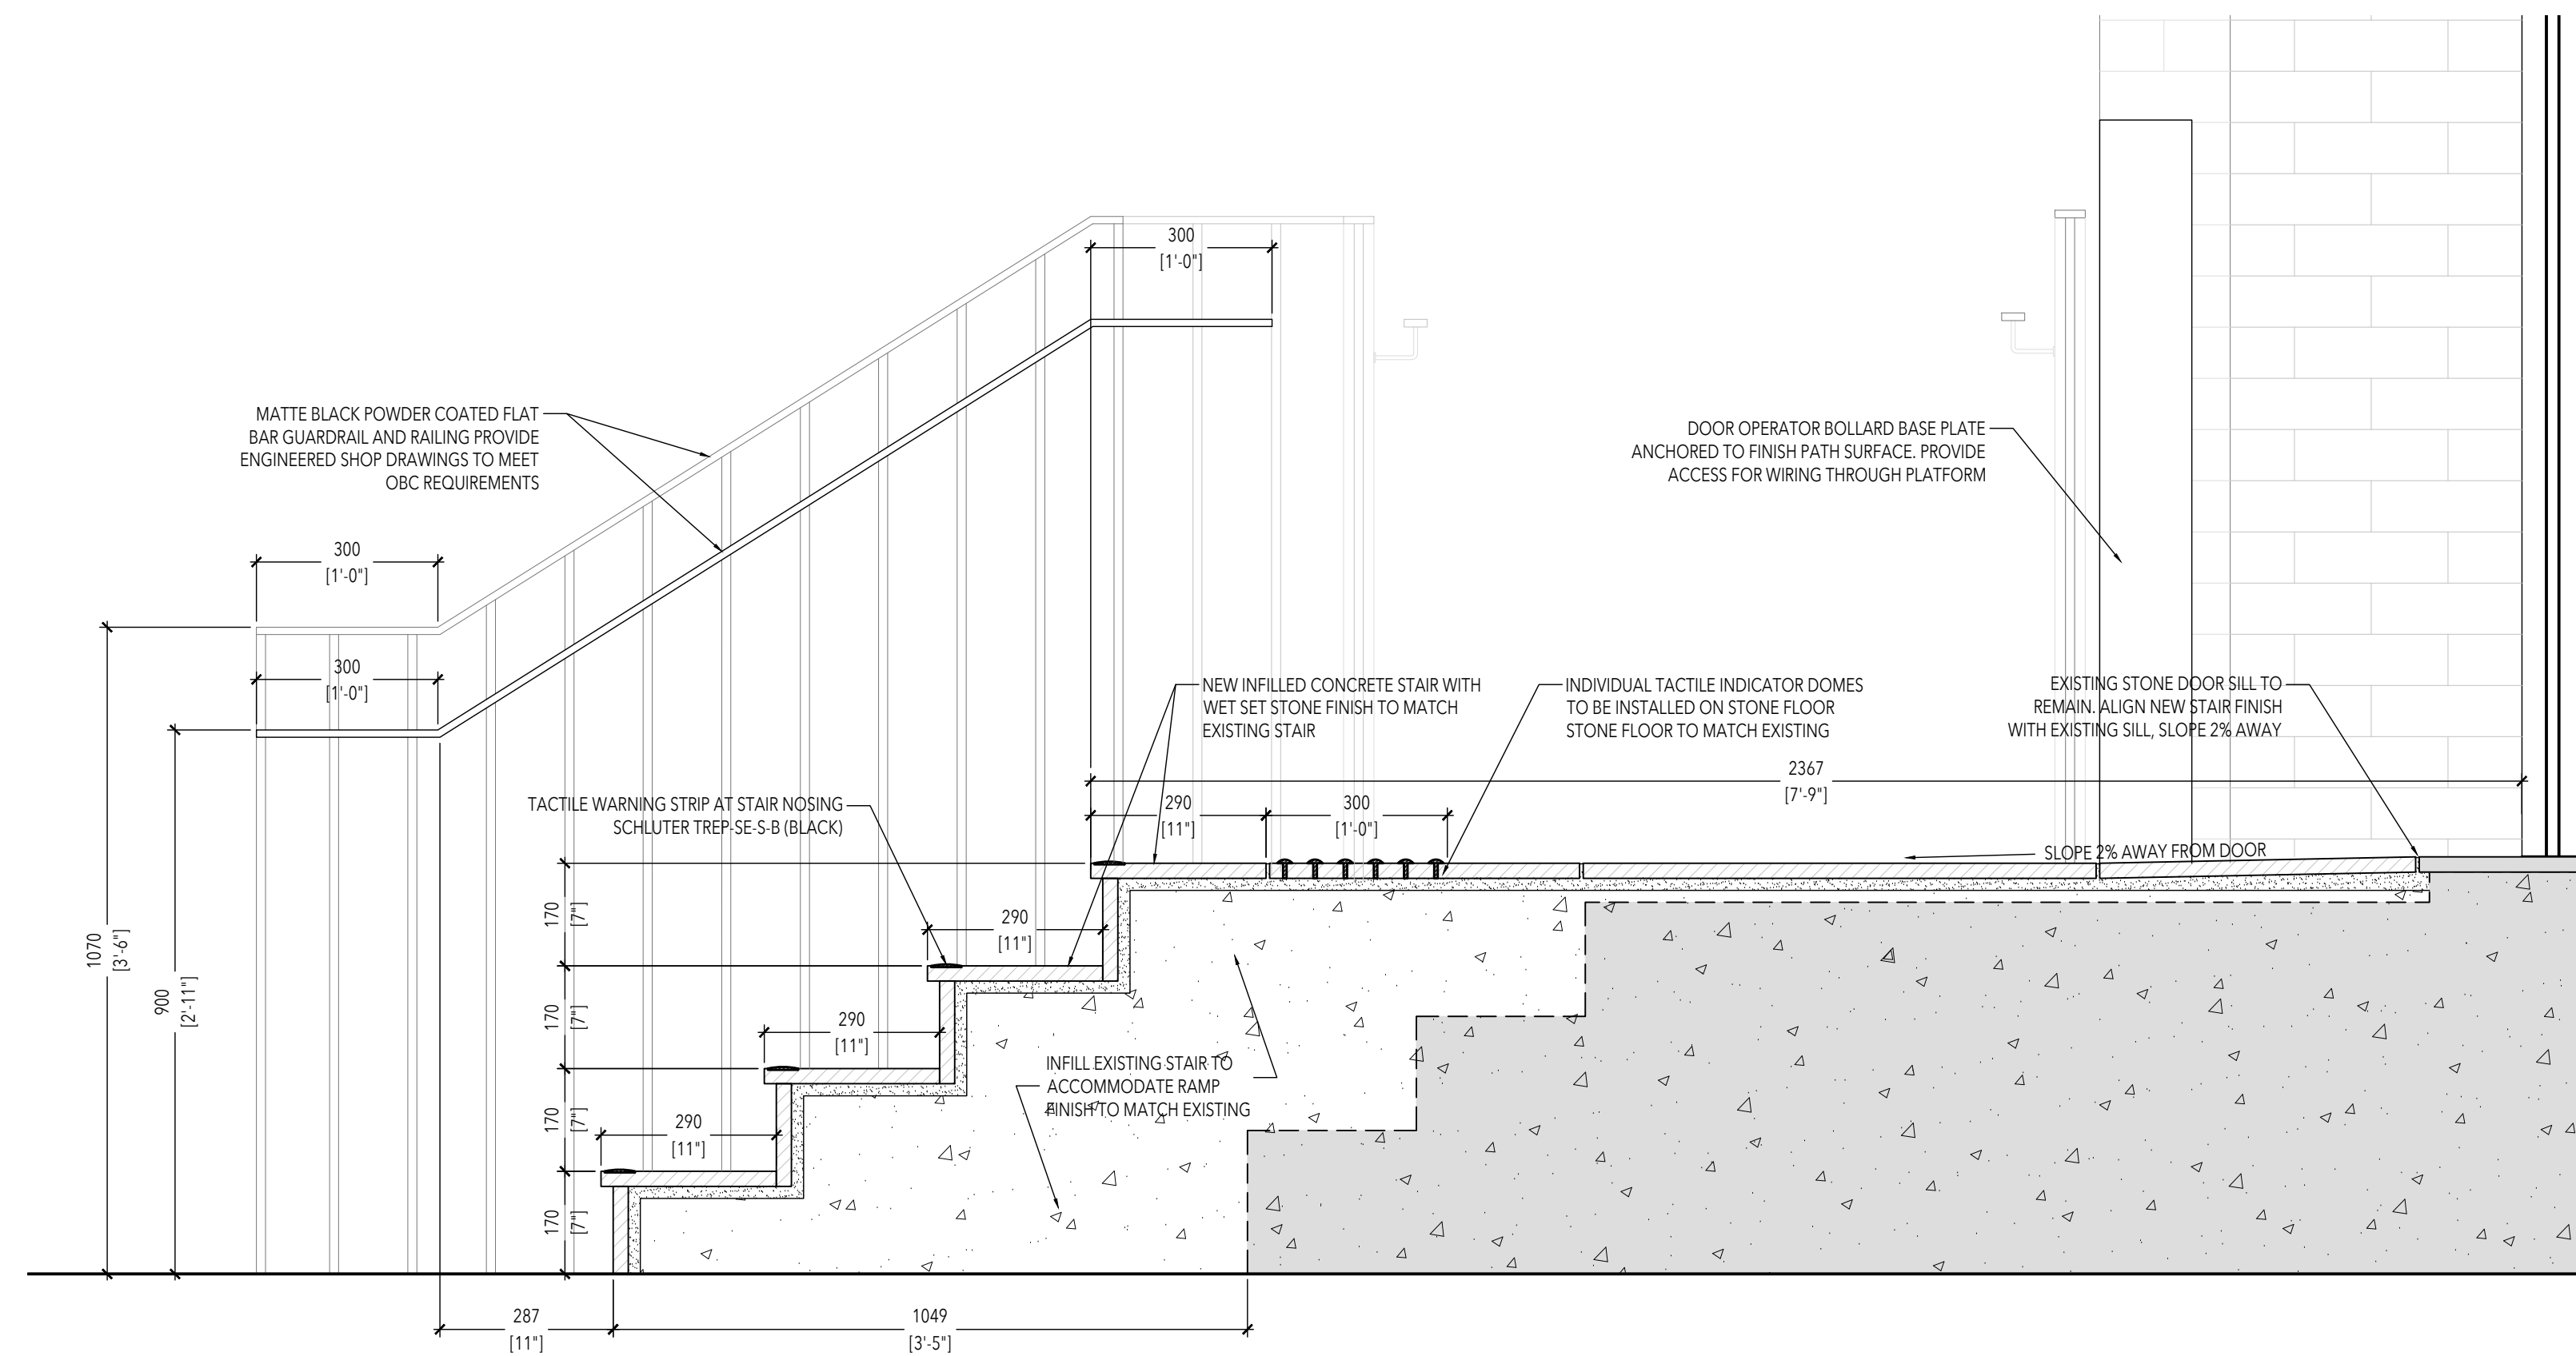 300
[1'-0"]
MATTE BLACK POWDER COATED FLAT
BAR GUARDRAIL AND RAILING PROVIDE
ENGINEERED SHOP DRAWINGS TO MEET
OBC REQUIREMENTS
DOOR OPERATOR BOLLARD BASE PLATE
ANCHORED TO FINISH PATH SURFACE. PROVIDE
ACCESS FOR WIRING THROUGH PLATFORM
300
[1'-0"]
300
[1'-0"]
NEW INFILLED CONCRETE STAIR WITH
WET SET STONE FINISH TO MATCH
EXISTING STAIR
INDIVIDUAL TACTILE INDICATOR DOMES
TO BE INSTALLED ON STONE FLOOR
STONE FLOOR TO MATCH EXISTING
EXISTING STONE DOOR SILL TO
REMAIN. ALIGN NEW STAIR FINISH
WITH EXISTING SILL, SLOPE 2% AWAY
2367
[7'-9"]
TACTILE WARNING STRIP AT STAIR NOSING
SCHLUTER TREP-SE-S-B (BLACK)
290
[11"]
300
[1'-0"]
SLOPE 2% AWAY FROM DOOR
1070
[3'-6"]
900
[2'-11"]
170
[7"]
290
[11"]
170
[7"]
290
[11"]
INFILL EXISTING STAIR TO
ACCOMMODATE RAMP
FINISH TO MATCH EXISTING
170
[7"]
290
[11"]
170
[7"]
287
[11"]
1049
[3'-5"]